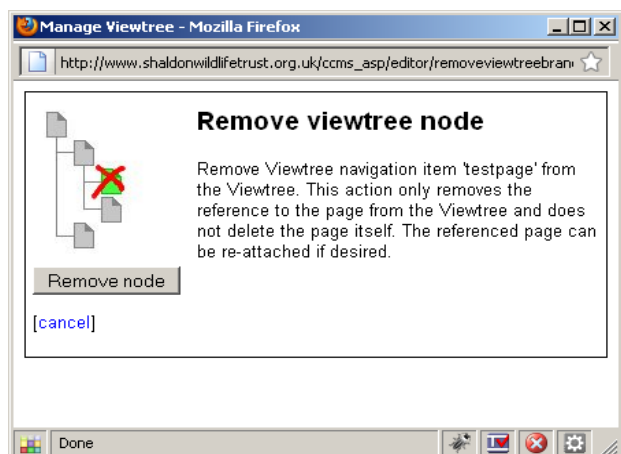 Manage Viewtree - Mozilla Firefox
http://www.shaldonwildlifetrust.org.uk/ccms_asp/editor/removeviewtreebran
Remove viewtree node
Remove Viewtree navigation item 'testpage' from
the Viewtree. This action only removes the
reference to the page from the Viewtree and does
not delete the page itself. The referenced page can
be re-attached if desired.
Remove node
[cancel]
Done